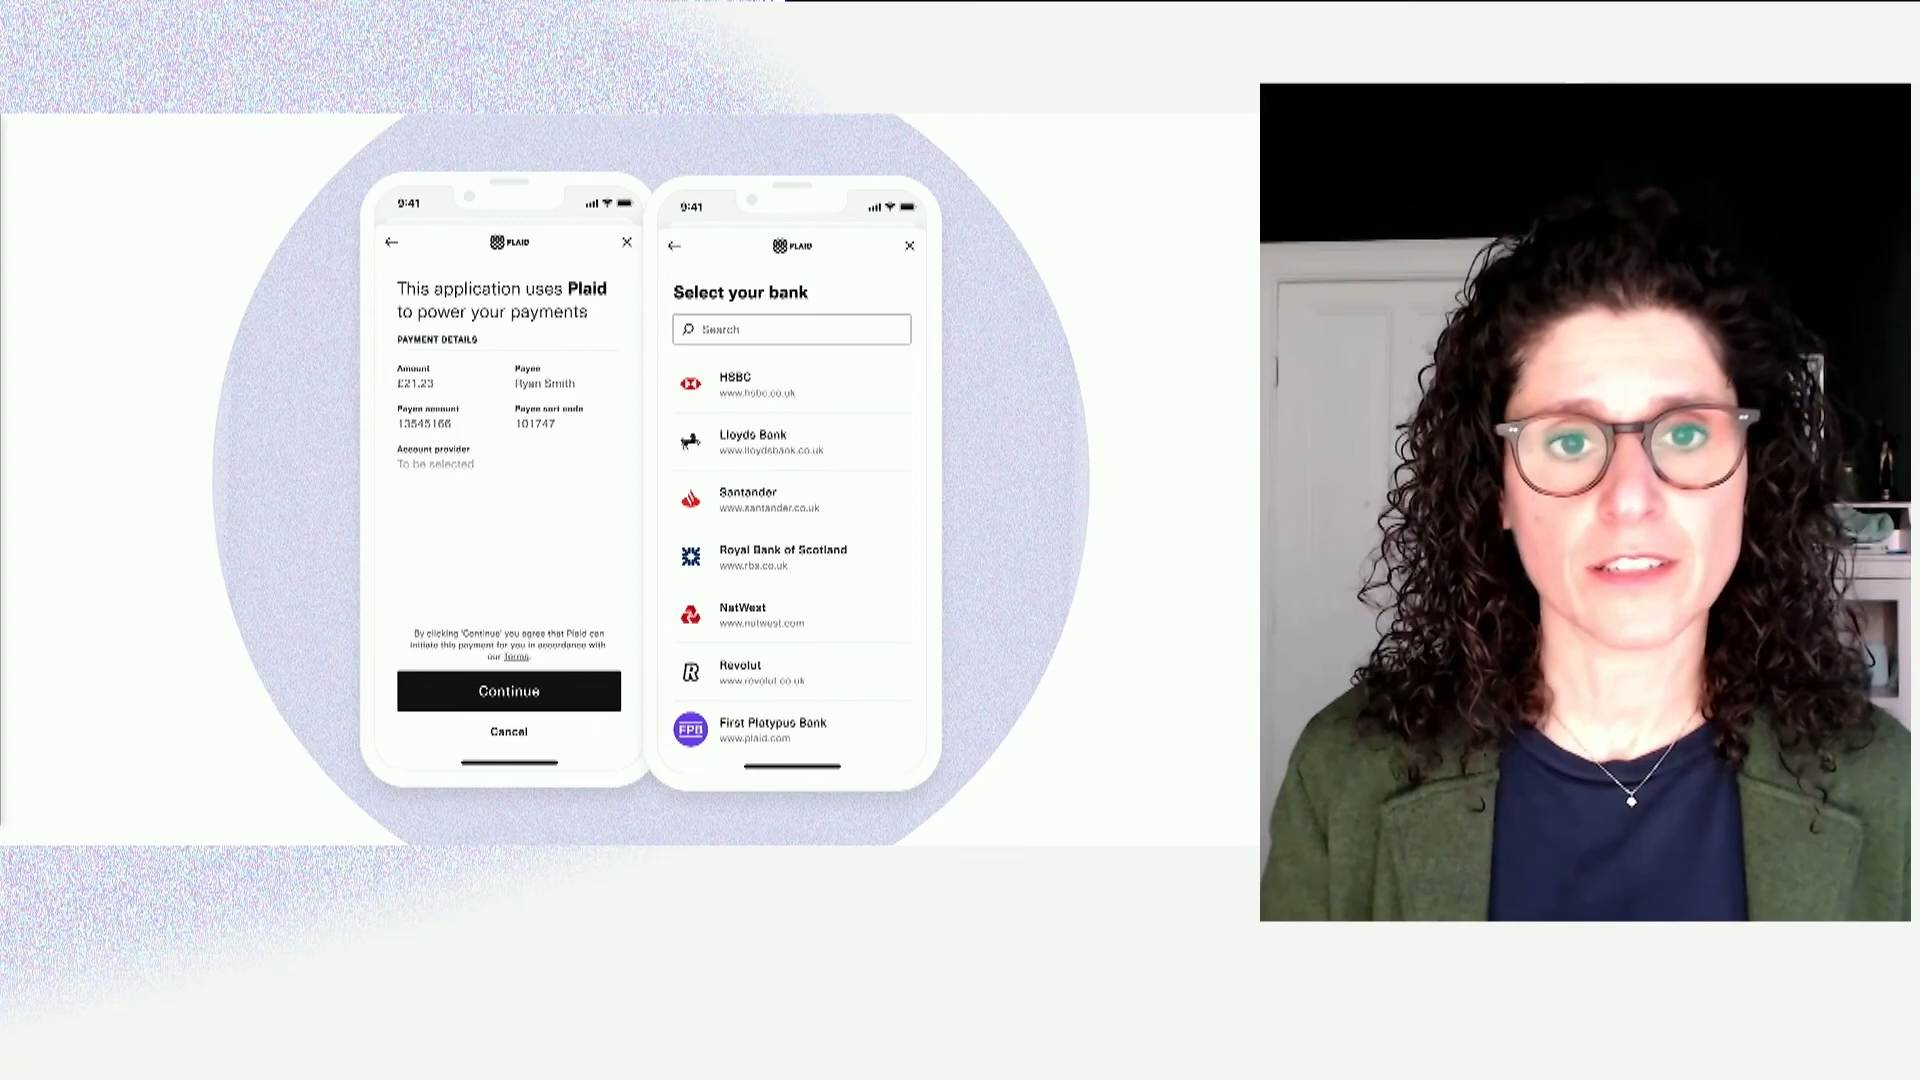 9:41
PLAID
This application uses Plaid
to power your payments
PAYMENT DETAILS
Amount
Payee
£21.23
Ryan Smith
Payee account
Payee sort code
13545166
101747
Account provider
To be selected
By clicking 'Continue' you agree that Plaid can
initiate this payment for you in accordance with
our Terms.
Continue
Cancel
9:41
PLAID
Select your bank
Search
HSBC
www.hsbc.co.uk
Lloyds Bank
www.lloydsbank.co.uk
Santander
www.santander.co.uk
Royal Bank of Scotland
www.rbs.co.uk
NatWest
www.natwest.com
Revolut
www.revolut.co.uk
FPB
First Platypus Bank
www.plaid.com